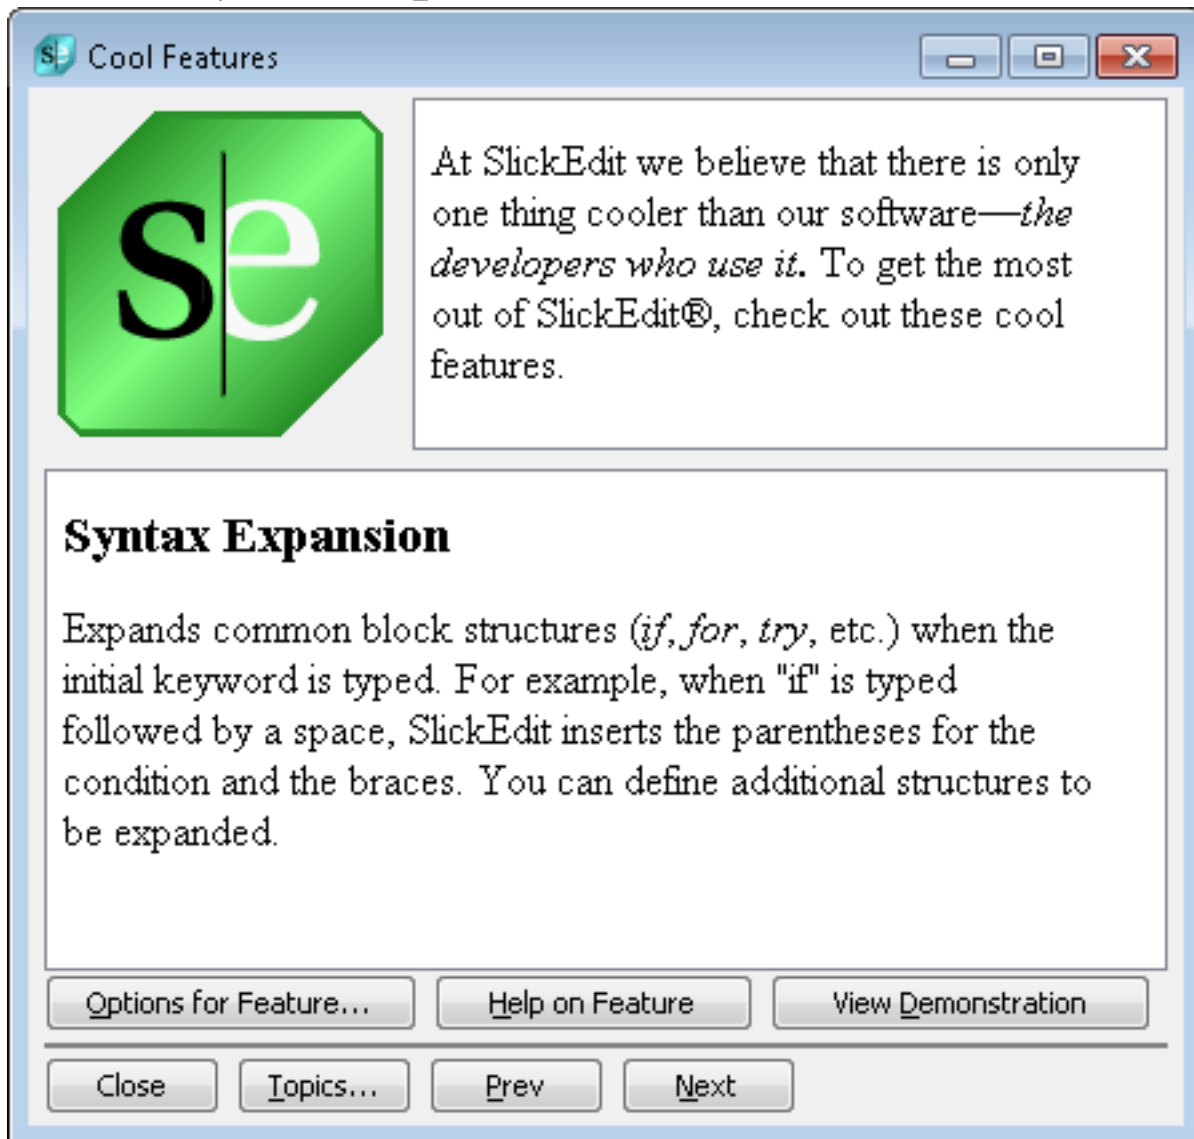 Cool Features
se
At SlickEdit we believe that there is only
one thing cooler than our software—the
developers who use it. To get the most
out of SlickEdit®, check out these cool
features.
Syntax Expansion
Expands common block structures (if, for, try, etc.) when the
initial keyword is typed. For example, when "if" is typed
followed by a space, SlickEdit inserts the parentheses for the
condition and the braces. You can define additional structures to
be expanded.
Options for Feature...
Help on Feature
View Demonstration
Close
Topics...
Prev
Next